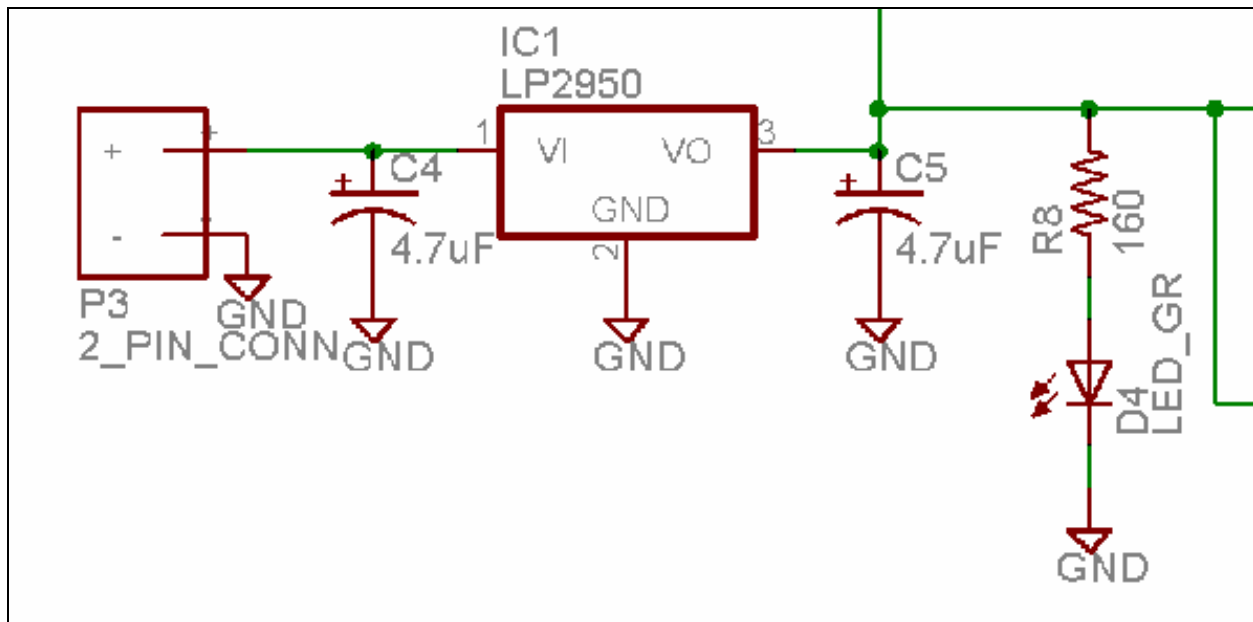 IC1
LP2950
1
VI
VO
3
GND
2
+
-
+
-
P3
2_PIN_CONN
GND
+
C4
4.7uF
GND
GND
+
C5
4.7uF
GND
R8
160
D4
LED_GR
GND